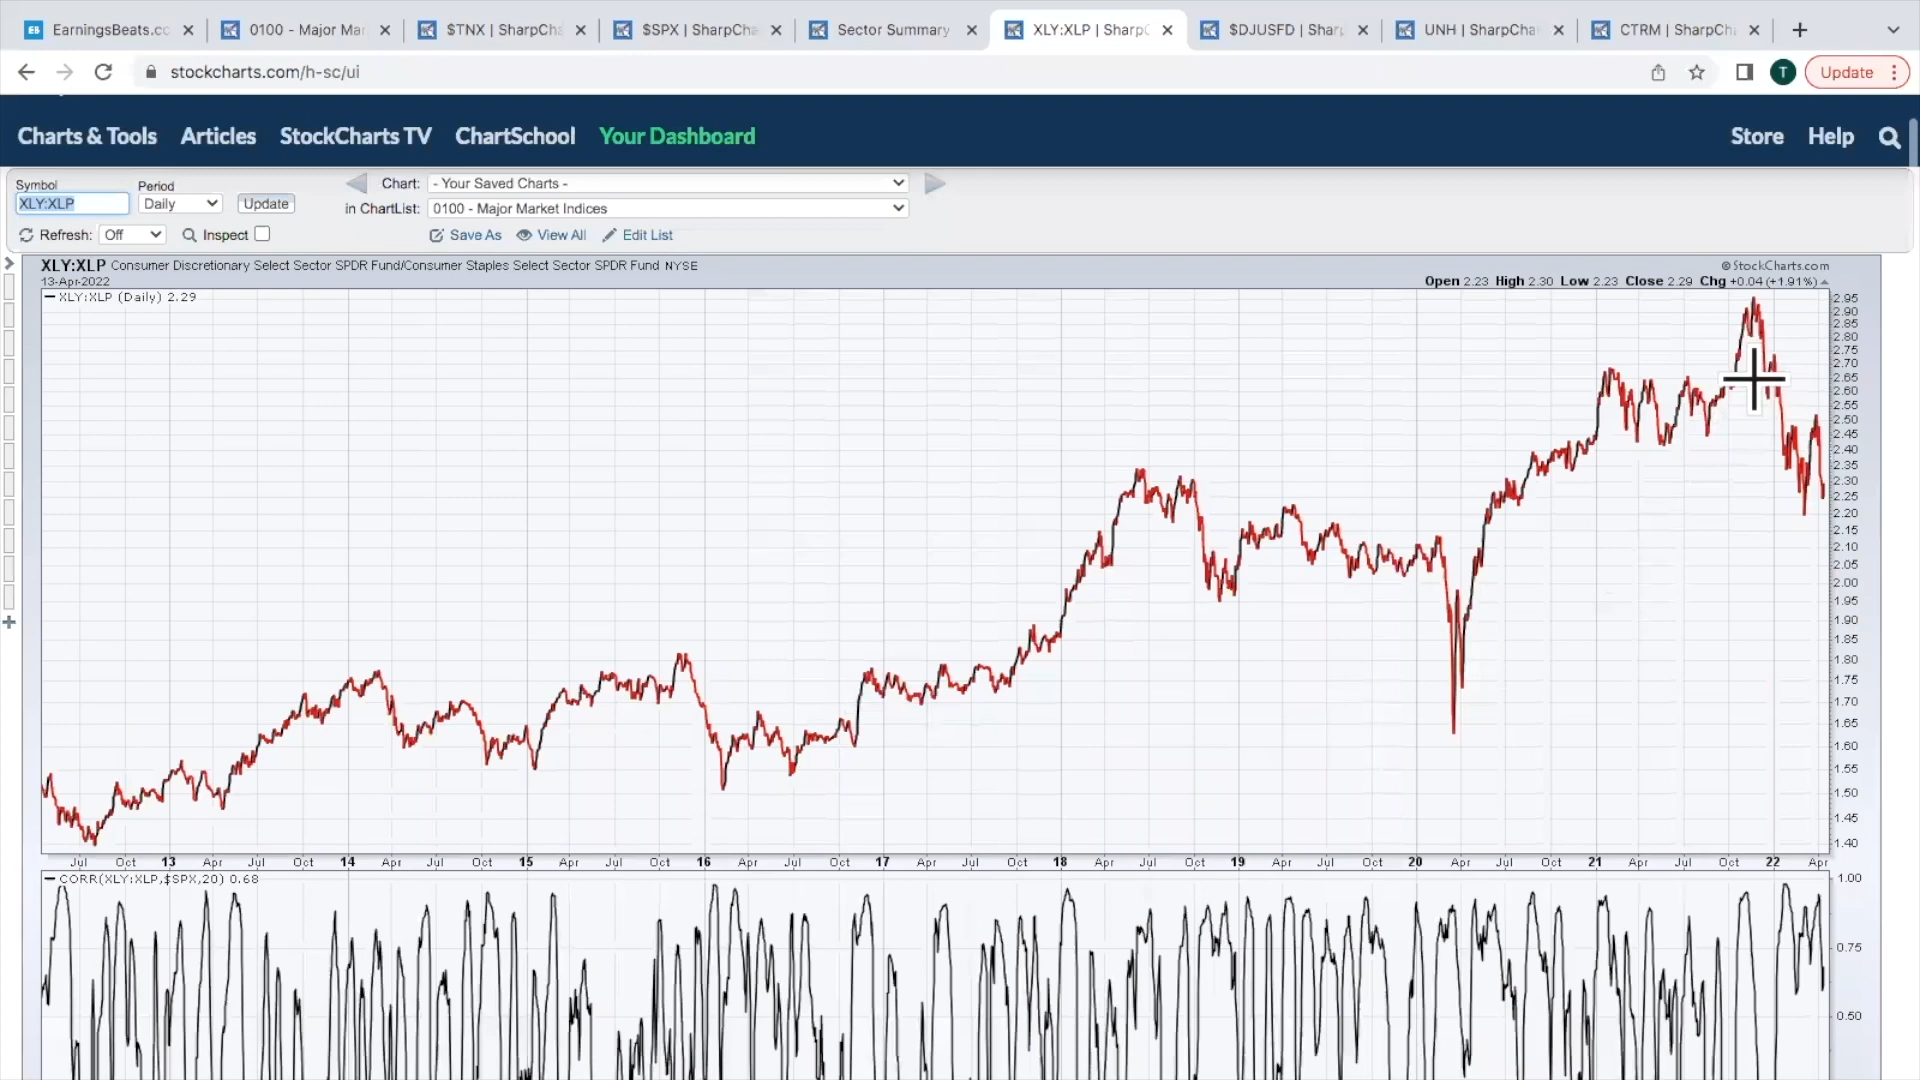 EarningsBeats.cc
0100 - Major Mar
$TNX | SharpCha
$SPX | SharpCha
Sector Summary
XLY:XLP | SharpC
$DJUSFD | Shar
UNH | SharpChar
CTRM | SharpCh
stockcharts.com/h-sc/ui
T
Update
Charts & Tools
Articles
StockCharts TV
ChartSchool
Your Dashboard
Store
Help
Symbol
Period
XLY:XLP
Daily
Update
Chart:
- Your Saved Charts -
in ChartList:
0100 - Major Market Indices
Refresh:
Off
Inspect
Save As
View All
Edit List
XLY:XLP Consumer Discretionary Select Sector SPDR Fund/Consumer Staples Select Sector SPDR Fund NYSE
© StockCharts.com
13-Apr-2022
Open 2.23 High 2.30 Low 2.23 Close 2.29 Chg +0.04 (+1.91%)
XLY:XLP (Daily) 2.29
2.95
2.90
2.85
2.80
2.75
2.70
2.65
2.60
2.55
2.50
2.45
2.40
2.35
2.30
2.25
2.20
2.15
2.10
2.05
2.00
1.95
1.90
1.85
1.80
1.75
1.70
1.65
1.60
1.55
1.50
1.45
1.40
Jul Oct 13 Apr Jul Oct 14 Apr Jul Oct 15 Apr Jul Oct 16 Apr Jul Oct 17 Apr Jul Oct 18 Apr Jul Oct 19 Apr Jul Oct 20 Apr Jul Oct 21 Apr Jul Oct 22 Apr
CORR(XLY:XLP,$SPX,20) 0.68
1.00
0.75
0.50